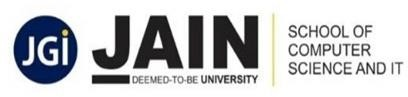 JGi
JAIN
DEEMED-TO-BE UNIVERSITY
SCHOOL OF
COMPUTER
SCIENCE AND IT